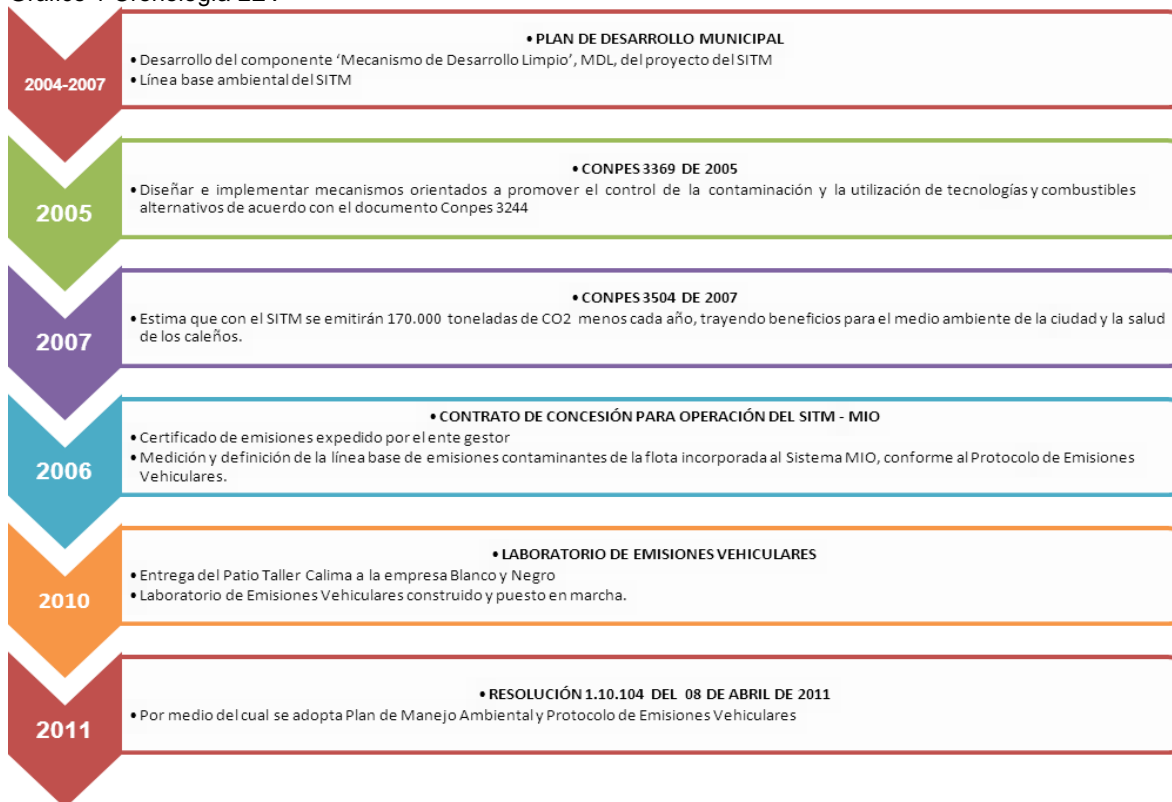 2004-2007
• PLAN DE DESARROLLO MUNICIPAL
• Desarrollo del componente ‘Mecanismo de Desarrollo Limpio’, MDL, del proyecto del SITM
• Línea base ambiental del SITM
2005
• CONPES 3369 DE 2005
• Diseñar e implementar mecanismos orientados a promover el control de la contaminación y la utilización de tecnologías y combustibles
alternativos de acuerdo con el documento Conpes 3244
2007
• CONPES 3504 DE 2007
• Estima que con el SITM se emitirán 170.000 toneladas de CO2 menos cada año, trayendo beneficios para el medio ambiente de la ciudad y la salud
de los caleños.
2006
• CONTRATO DE CONCESIÓN PARA OPERACIÓN DEL SITM - MIO
• Certificado de emisiones expedido por el ente gestor
• Medición y definición de la línea base de emisiones contaminantes de la flota incorporada al Sistema MIO, conforme al Protocolo de Emisiones
Vehiculares.
2010
• LABORATORIO DE EMISIONES VEHICULARES
• Entrega del Patio Taller Calima a la empresa Blanco y Negro
• Laboratorio de Emisiones Vehiculares construido y puesto en marcha.
2011
• RESOLUCIÓN 1.10.104 DEL 08 DE ABRIL DE 2011
• Por medio del cual se adopta Plan de Manejo Ambiental y Protocolo de Emisiones Vehiculares